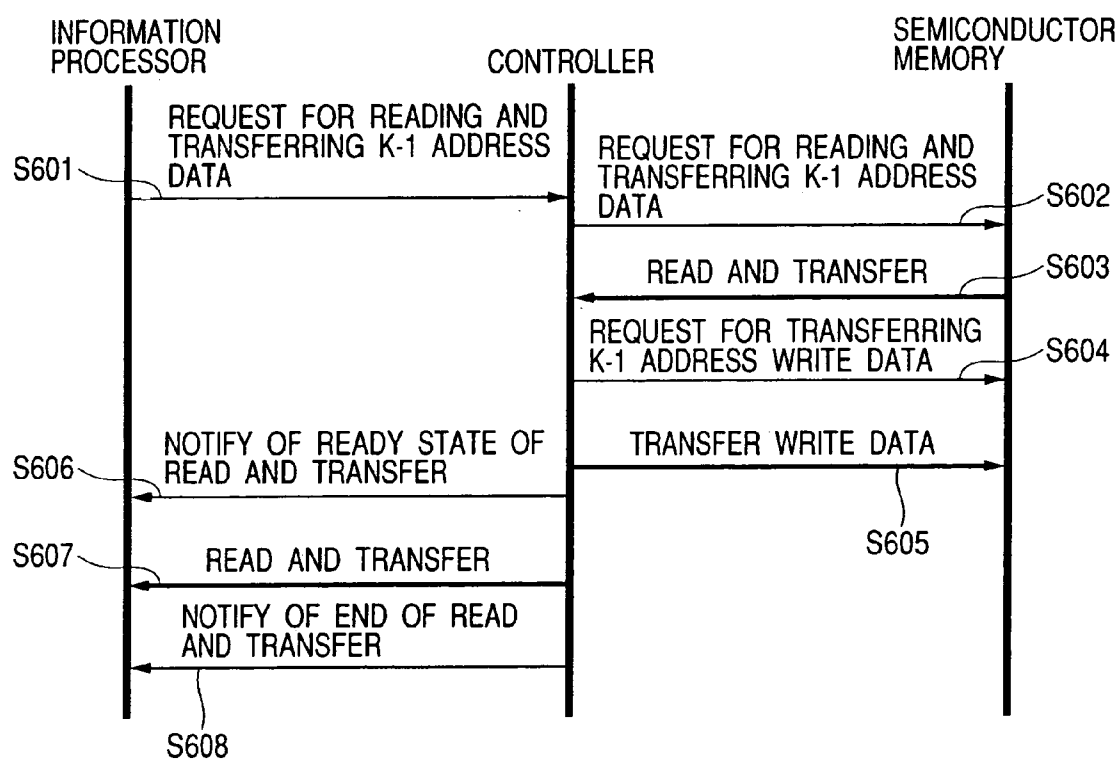 INFORMATION
PROCESSOR
CONTROLLER
SEMICONDUCTOR
MEMORY
REQUEST FOR READING AND
TRANSFERRING K-1 ADDRESS
DATA
S601
REQUEST FOR READING AND
TRANSFERRING K-1 ADDRESS
DATA
S602
READ AND TRANSFER
S603
REQUEST FOR TRANSFERRING
K-1 ADDRESS WRITE DATA
S604
NOTIFY OF READY STATE OF
READ AND TRANSFER
S606
TRANSFER WRITE DATA
S605
READ AND TRANSFER
S607
NOTIFY OF END OF READ
AND TRANSFER
S608